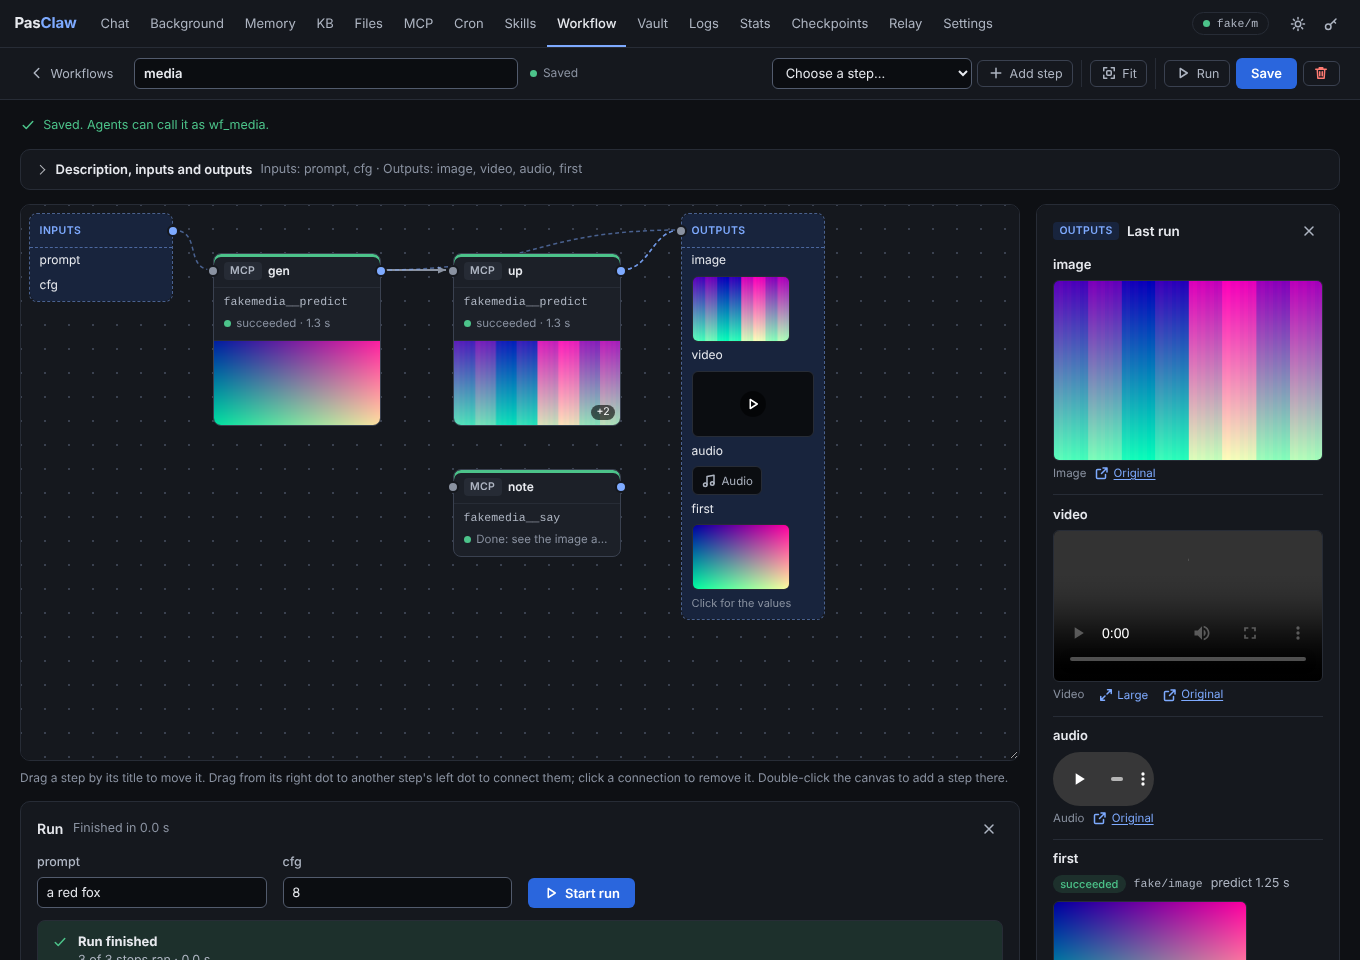 PasClaw Chat Background Memory KB Files MCP Cron Skills Workflow Vault Logs Stats Checkpoints Relay Settings fake/m
Workflows media Saved Choose a step... Add step Fit Run Save
Saved. Agents can call it as wf_media.
Description, inputs and outputs Inputs: prompt, cfg · Outputs: image, video, audio, first
INPUTS
prompt
cfg
MCP gen
fakemedia__predict
succeeded · 1.3 s
MCP up
fakemedia__predict
succeeded · 1.3 s
+2
MCP note
fakemedia__say
Done: see the image a...
OUTPUTS
image
video
audio
Audio
first
Click for the values
OUTPUTS Last run
image
Image Original
video
0:00
Video Large Original
audio
Audio Original
first
succeeded fake/image predict 1.25 s
Drag a step by its title to move it. Drag from its right dot to another step's left dot to connect them; click a connection to remove it. Double-click the canvas to add a step there.
Run Finished in 0.0 s
prompt cfg
a red fox 8 Start run
Run finished
3 of 3 steps ran · 0.0 s